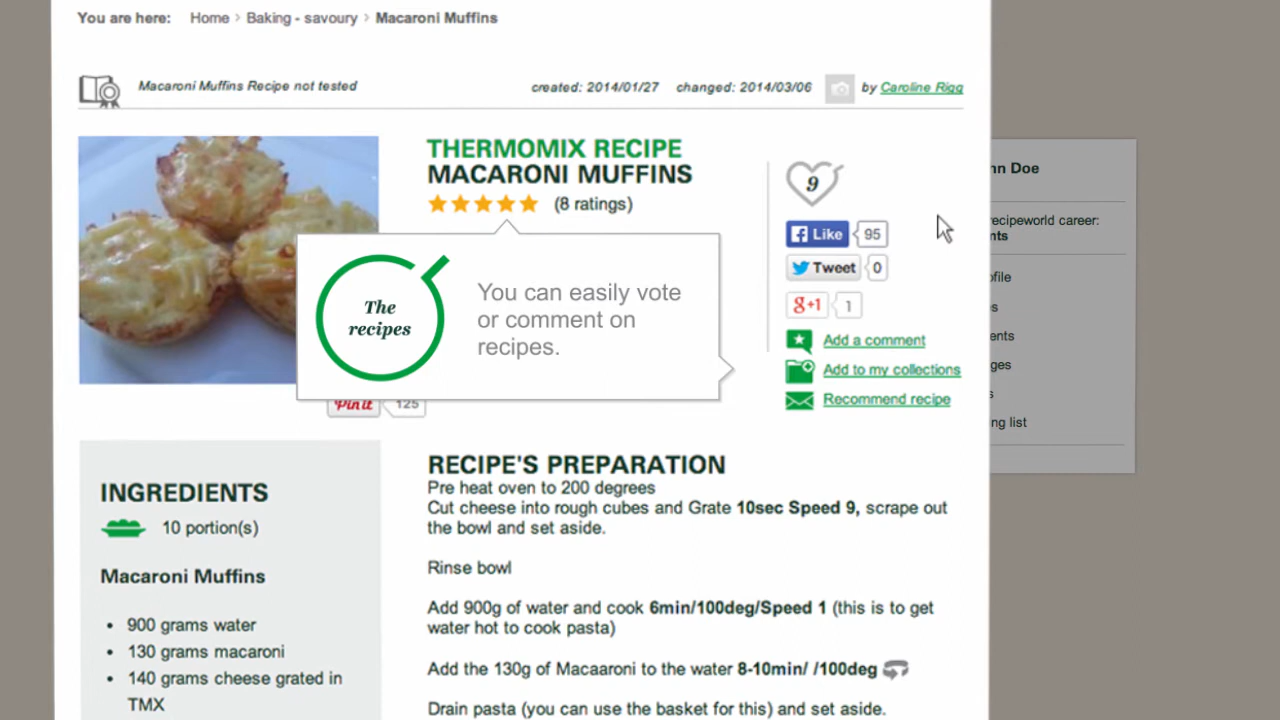 You are here: Home > Baking - savoury > Macaroni Muffins
Macaroni Muffins Recipe not tested
created: 2014/01/27 changed: 2014/03/06 by Caroline Rigg
THERMOMIX RECIPE
MACARONI MUFFINS
(8 ratings)
9
Like 95
Tweet 0
g+1 1
Add a comment
Add to my collections
Recommend recipe
The
recipes
You can easily vote
or comment on
recipes.
Pin it 125
nn Doe
recipeworld career:
nts
ofile
s
ents
ges
s
ng list
INGREDIENTS
10 portion(s)
Macaroni Muffins
• 900 grams water
• 130 grams macaroni
• 140 grams cheese grated in
TMX
RECIPE'S PREPARATION
Pre heat oven to 200 degrees
Cut cheese into rough cubes and Grate 10sec Speed 9, scrape out
the bowl and set aside.
Rinse bowl
Add 900g of water and cook 6min/100deg/Speed 1 (this is to get
water hot to cook pasta)
Add the 130g of Macaaroni to the water 8-10min/ /100deg
Drain pasta (you can use the basket for this) and set aside.